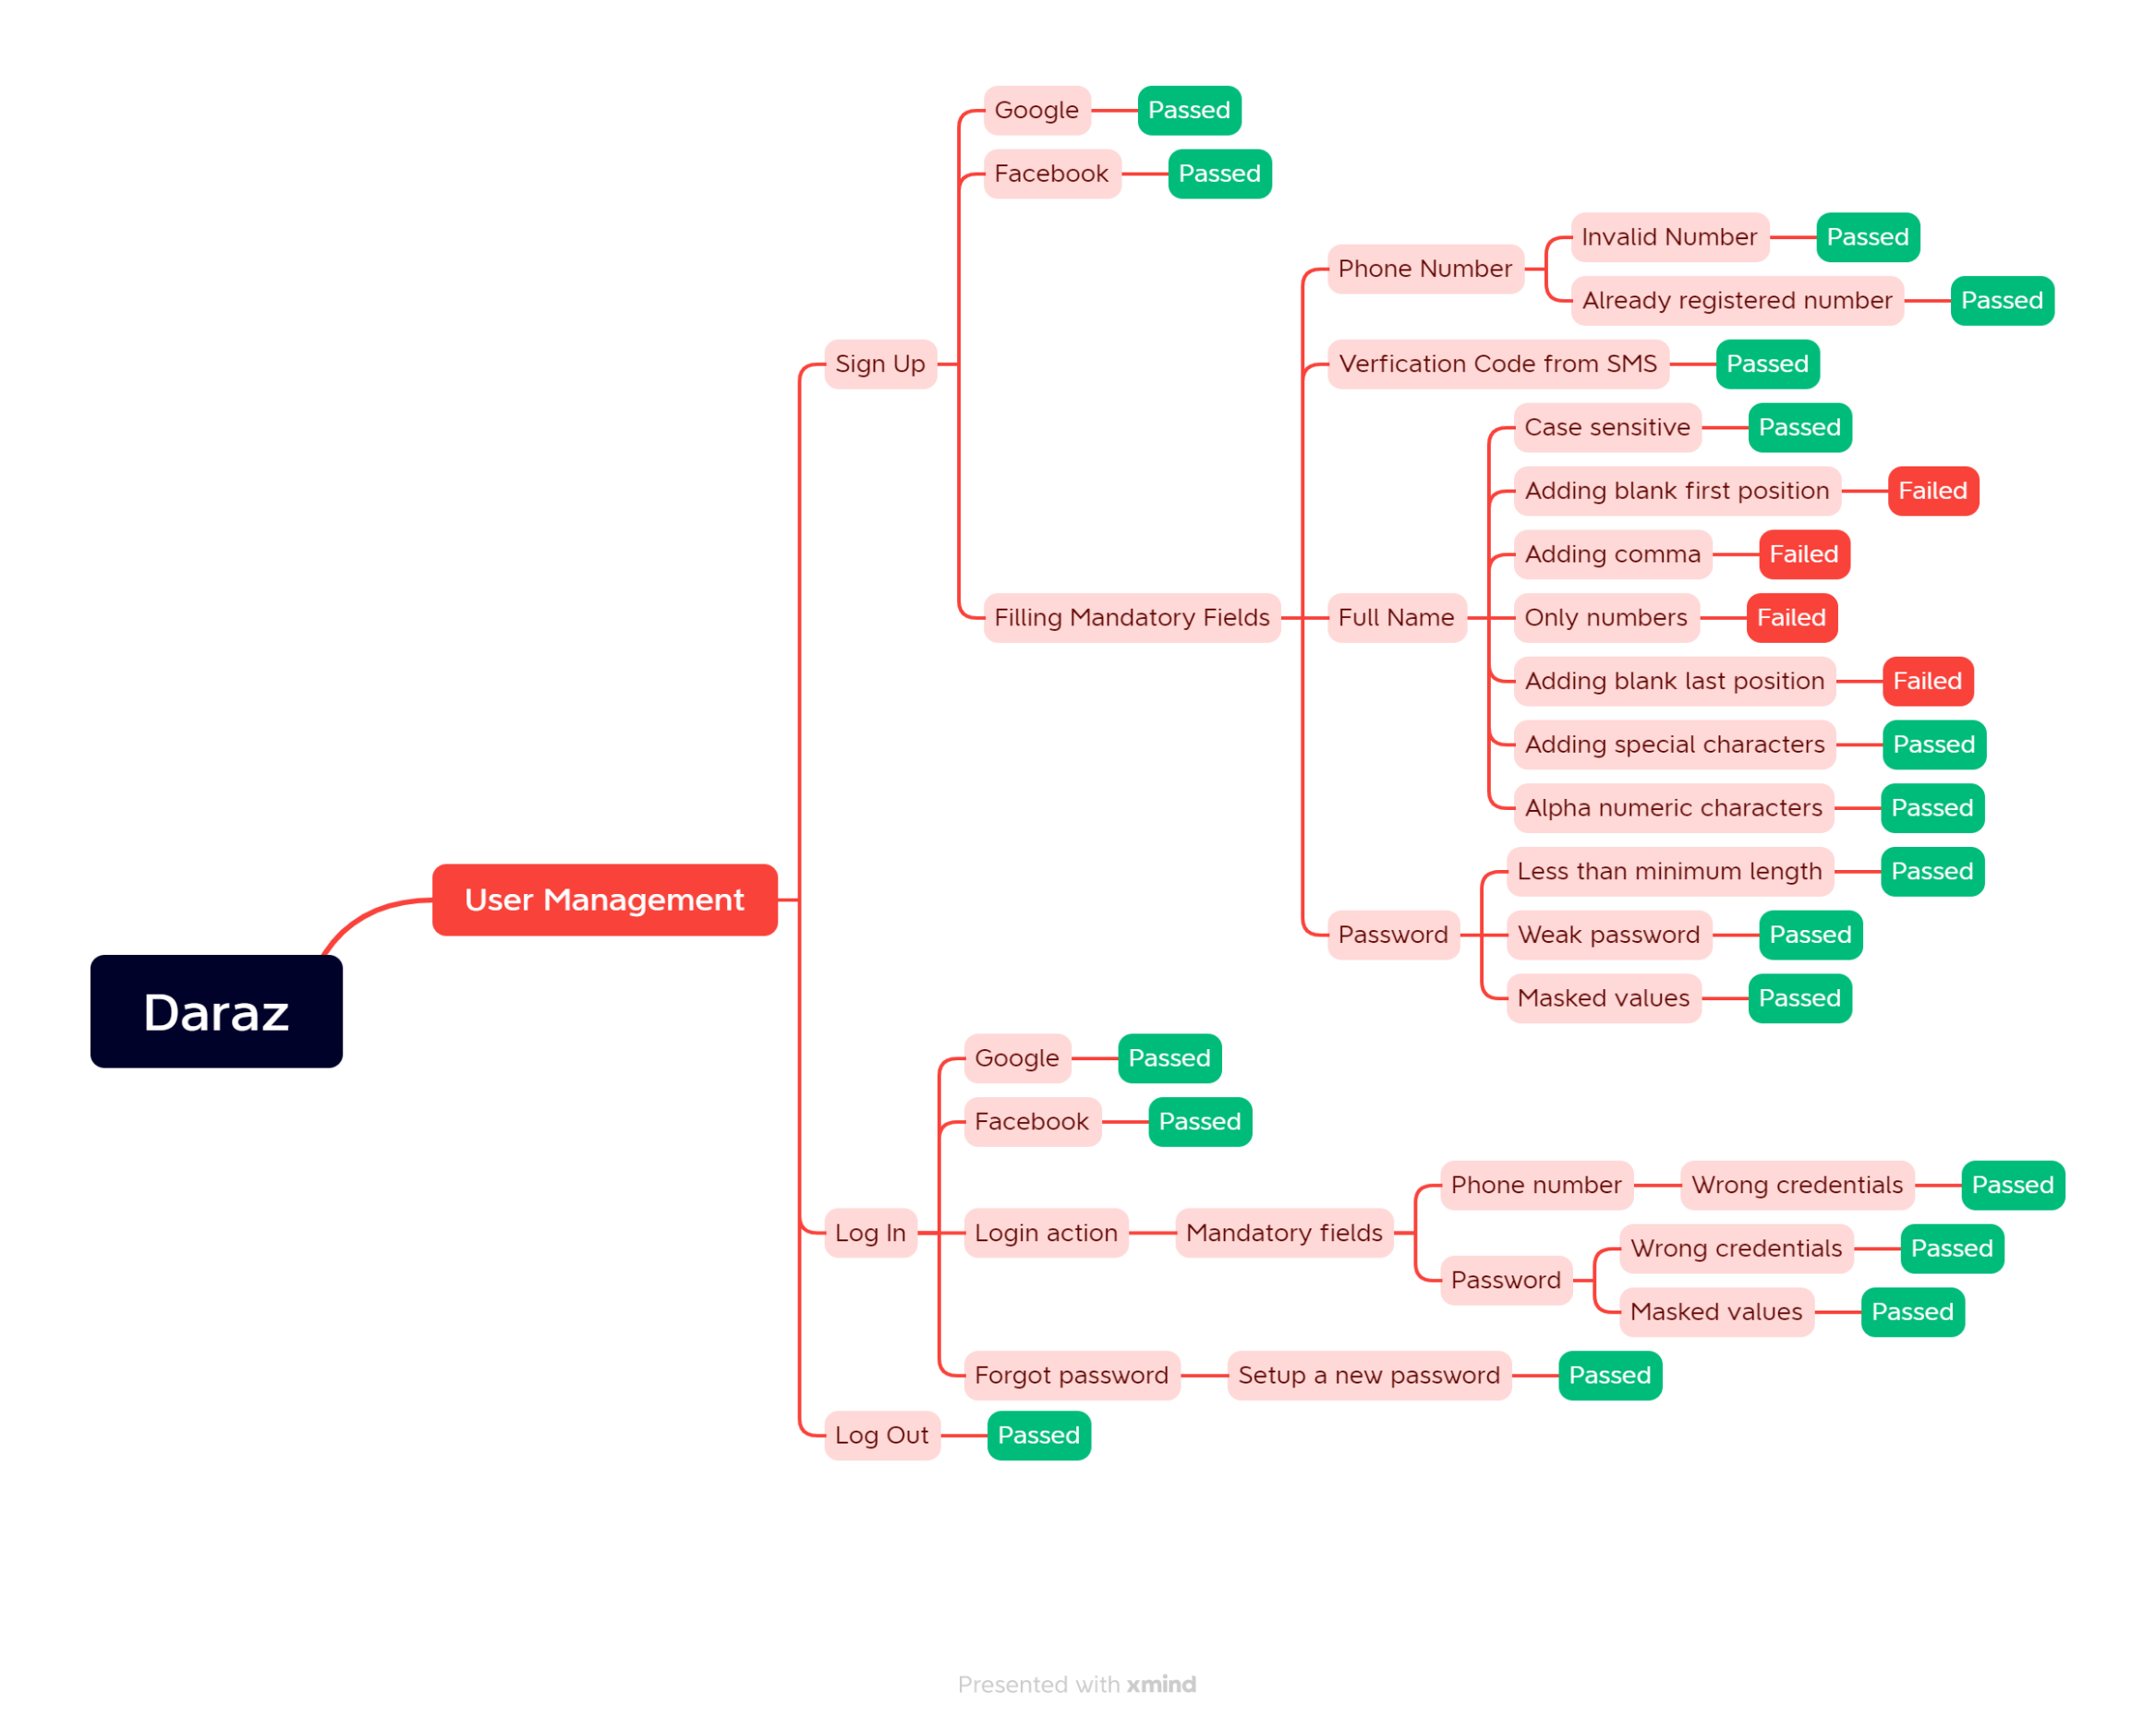 Google
Passed
Facebook
Passed
Invalid Number
Passed
Phone Number
Already registered number
Passed
Sign Up
Verfication Code from SMS
Passed
Case sensitive
Passed
Adding blank first position
Failed
Adding comma
Failed
Filling Mandatory Fields
Full Name
Only numbers
Failed
Adding blank last position
Failed
Adding special characters
Passed
Alpha numeric characters
Passed
Less than minimum length
Passed
User Management
Password
Weak password
Passed
Masked values
Passed
Daraz
Google
Passed
Facebook
Passed
Phone number
Wrong credentials
Passed
Log In
Login action
Mandatory fields
Wrong credentials
Passed
Password
Masked values
Passed
Forgot password
Setup a new password
Passed
Log Out
Passed
Presented with xmind